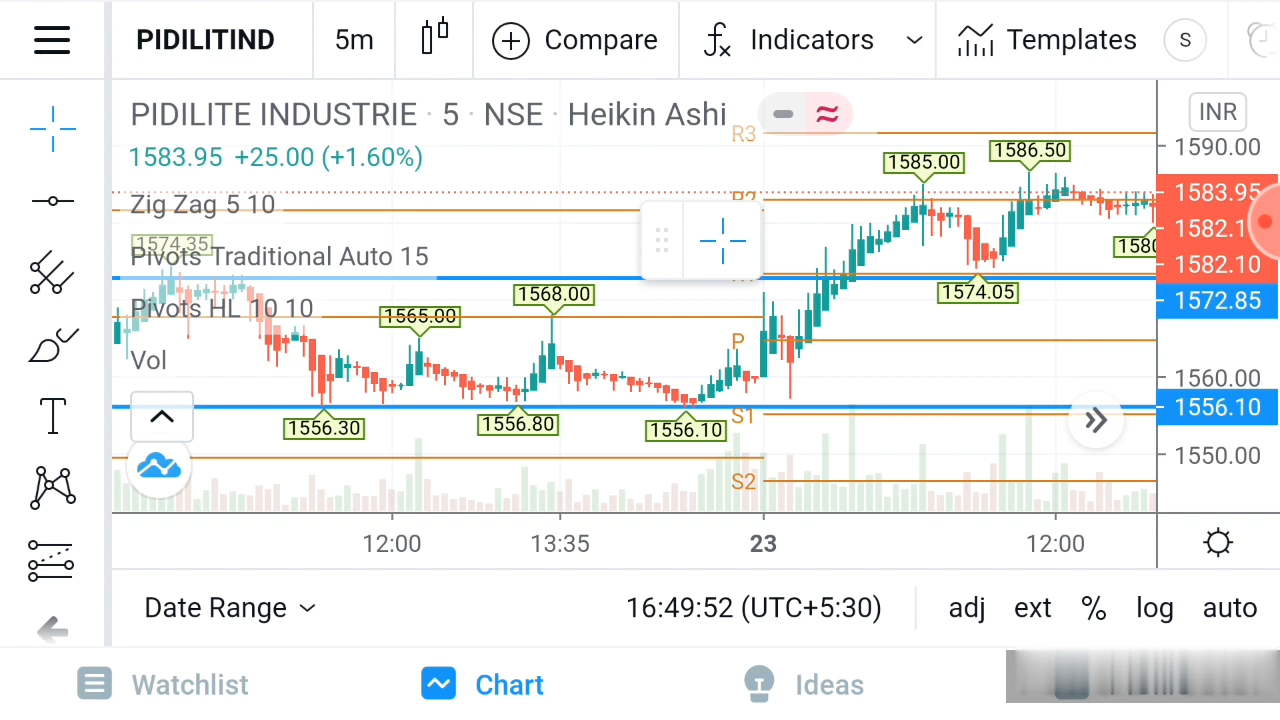 PIDILITIND 5m Compare Indicators Templates S
PIDILITE INDUSTRIE · 5 · NSE · Heikin Ashi
INR
R3
1583.95 +25.00 (+1.60%)
1585.00
1586.50
1590.00
Zig Zag 5 10
R2
1583.95
1574.35
1582.10
Pivots Traditional Auto 15
1574.05
1582.10
1568.00
1572.85
Pivots HL 10 10
1565.00
P
Vol
1560.00
1556.30
1556.80
1556.10
S1
1556.10
1550.00
S2
12:00 13:35 23 12:00
Date Range 16:49:52 (UTC+5:30) adj ext % log auto
Watchlist Chart Ideas